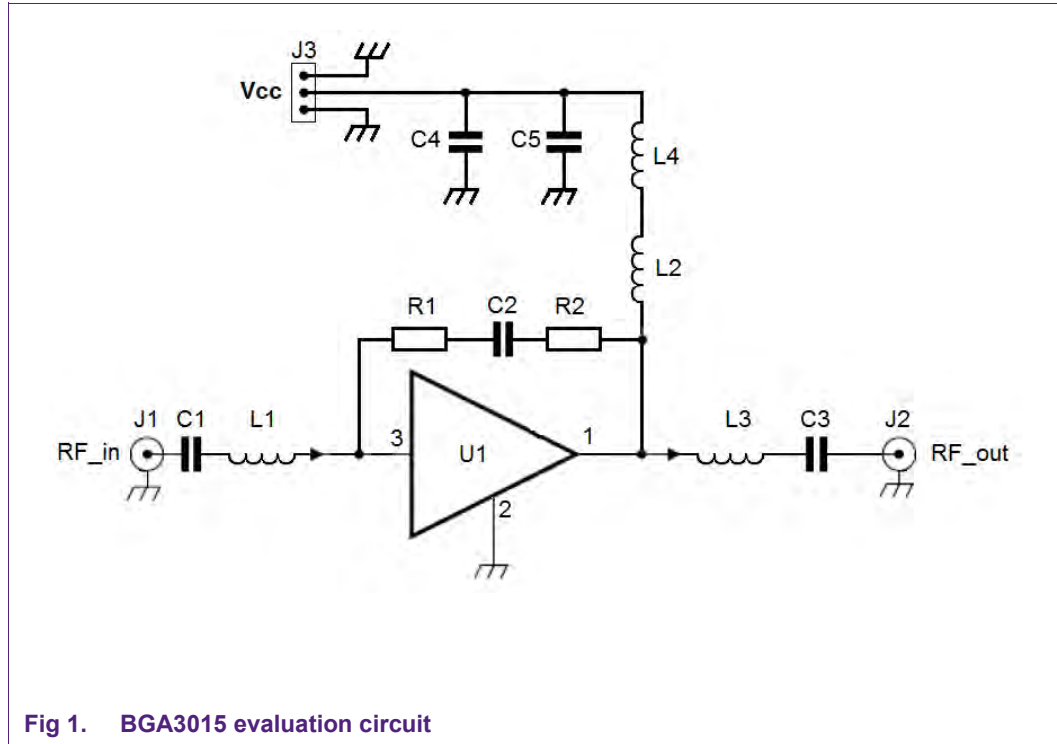 J3
Vcc
C4
C5
L4
L2
R1
C2
R2
J1
C1
L1
L3
C3
J2
RF_in
3
U1
1
RF_out
2
Fig 1. BGA3015 evaluation circuit